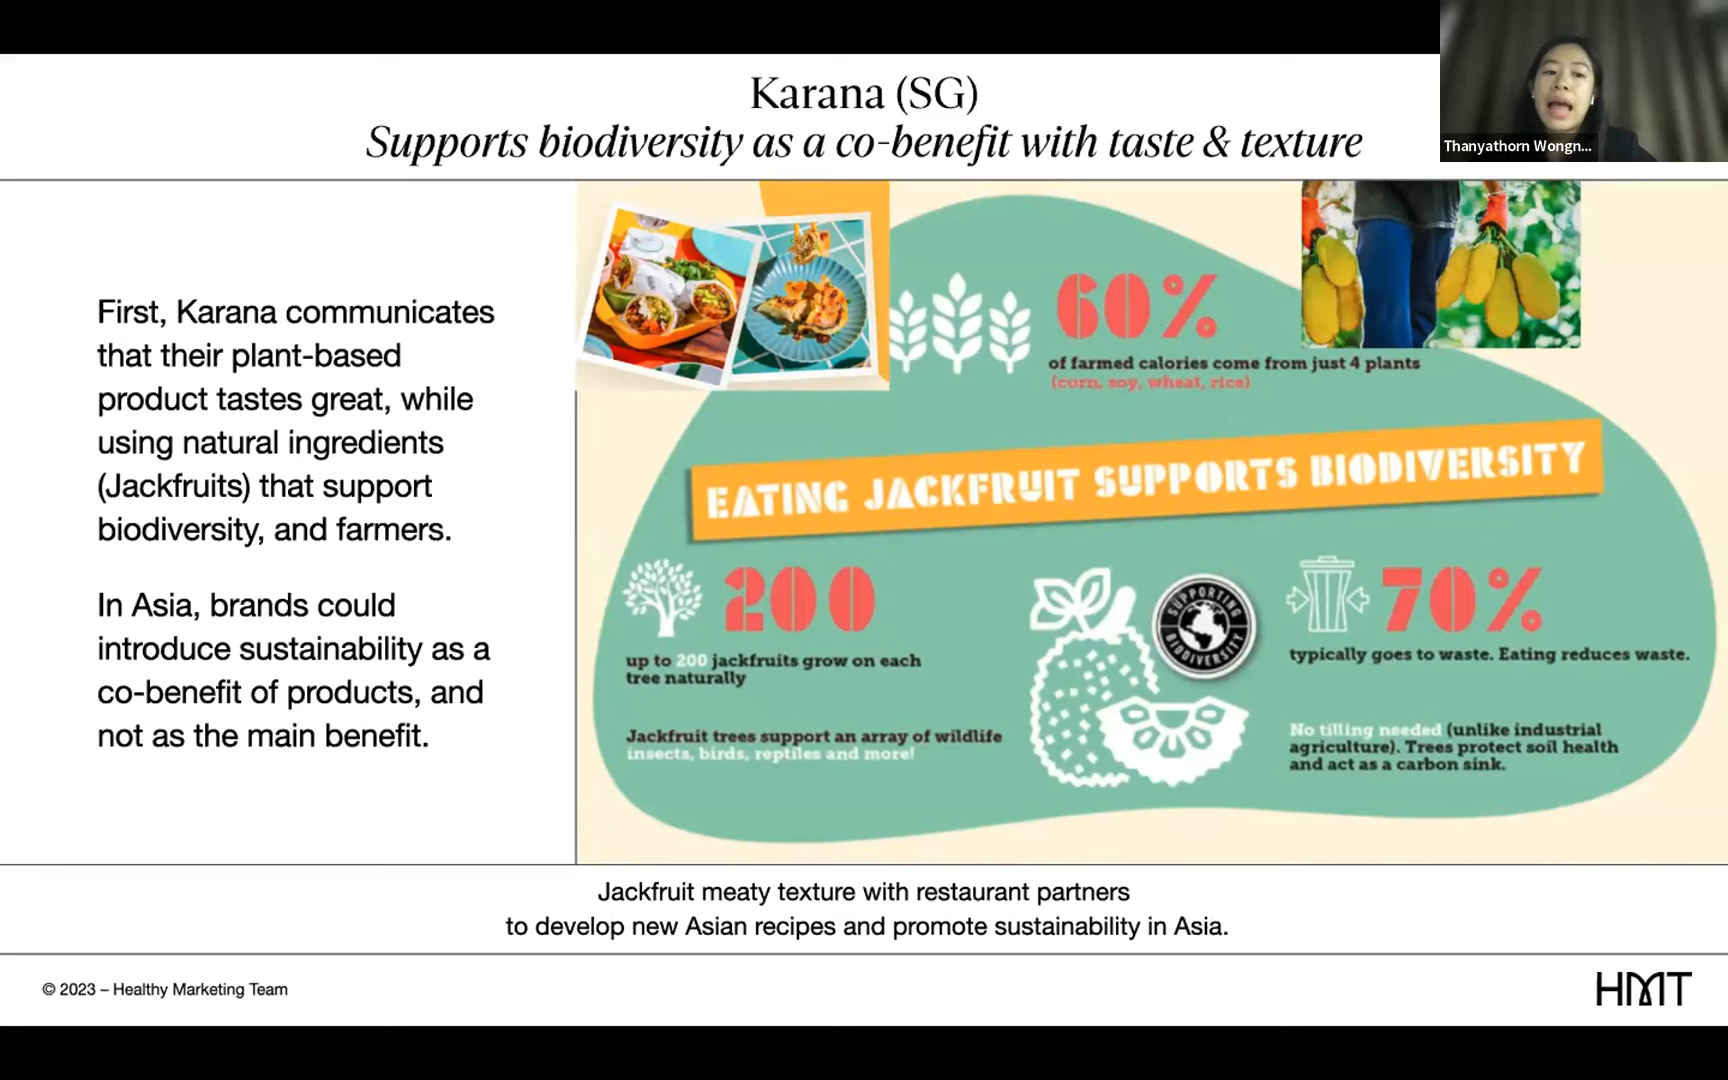 Karana (SG)
Supports biodiversity as a co-benefit with taste & texture
Thanyathorn Wongn...
First, Karana communicates
that their plant-based
product tastes great, while
using natural ingredients
(Jackfruits) that support
biodiversity, and farmers.
In Asia, brands could
introduce sustainability as a
co-benefit of products, and
not as the main benefit.
60%
of farmed calories come from just 4 plants
(corn, soy, wheat, rice)
EATING JACKFRUIT SUPPORTS BIODIVERSITY
200
up to 200 jackfruits grow on each
tree naturally
Jackfruit trees support an array of wildlife
insects, birds, reptiles and more!
SUPPORTING
BIODIVERSITY
70%
typically goes to waste. Eating reduces waste.
No tilling needed (unlike industrial
agriculture). Trees protect soil health
and act as a carbon sink.
Jackfruit meaty texture with restaurant partners
to develop new Asian recipes and promote sustainability in Asia.
© 2023 – Healthy Marketing Team
HMT